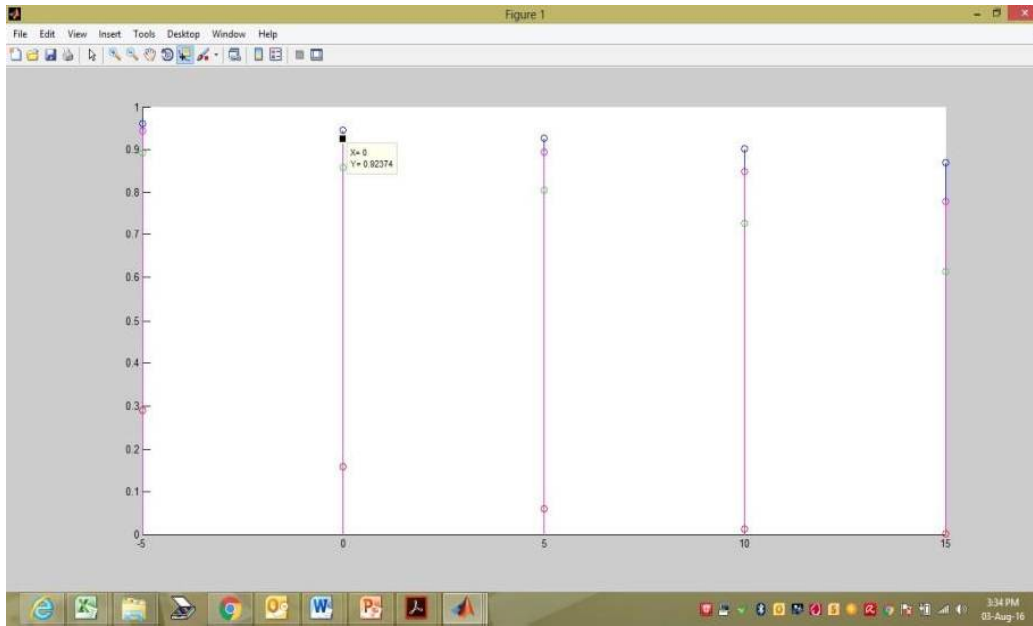 Figure 1
File Edit View Insert Tools Desktop Window Help
1
0.9
X= 0
Y= 0.92374
0.8
0.7
0.6
0.5
0.4
0.3
0.2
0.1
0
-5 0 5 10 15
3:34 PM
03-Aug-16